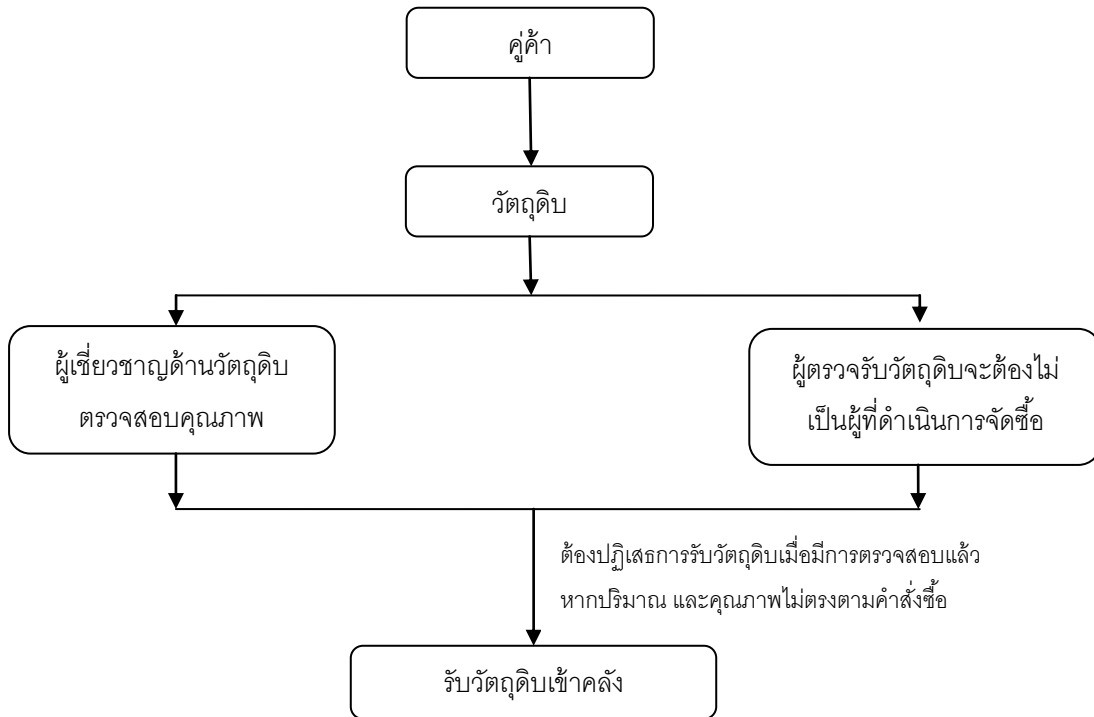 คู่ค้า
วัตถุดิบ
ผู้เชี่ยวชาญด้านวัตถุดิบ
ตรวจสอบคุณภาพ
ผู้ตรวจรับวัตถุดิบจะต้องไม่
เป็นผู้ที่ดำเนินการจัดซื้อ
ต้องปฏิเสธการรับวัตถุดิบเมื่อมีการตรวจสอบแล้ว
หากปริมาณ และคุณภาพไม่ตรงตามคำสั่งซื้อ
รับวัตถุดิบเข้าคลัง